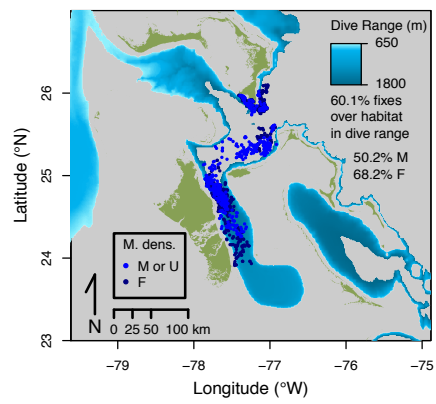 Dive Range (m)
650
1800
60.1% fixes
over habitat
in dive range
50.2% M
68.2% F
Latitude (°N)
26
25
24
23
M. dens.
M or U
F
N
0 25 50 100 km
−79 −78 −77 −76 −75
Longitude (°W)